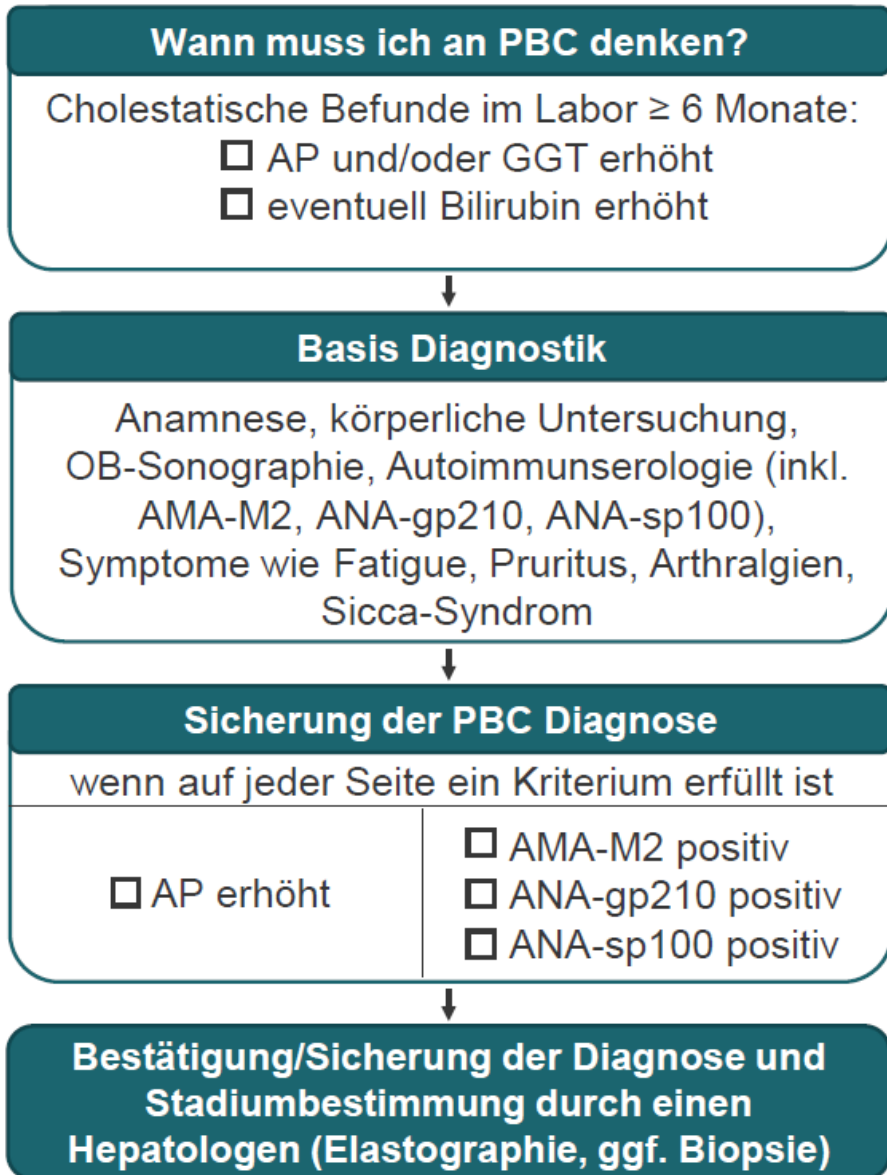 Wann muss ich an PBC denken?
Cholestatische Befunde im Labor ≥ 6 Monate:
☐ AP und/oder GGT erhöht
☐ eventuell Bilirubin erhöht
Basis Diagnostik
Anamnese, körperliche Untersuchung,
OB-Sonographie, Autoimmunserologie (inkl.
AMA-M2, ANA-gp210, ANA-sp100),
Symptome wie Fatigue, Pruritus, Arthralgien,
Sicca-Syndrom
Sicherung der PBC Diagnose
wenn auf jeder Seite ein Kriterium erfüllt ist
☐ AP erhöht
☐ AMA-M2 positiv
☐ ANA-gp210 positiv
☐ ANA-sp100 positiv
Bestätigung/Sicherung der Diagnose und
Stadiumbestimmung durch einen
Hepatologen (Elastographie, ggf. Biopsie)